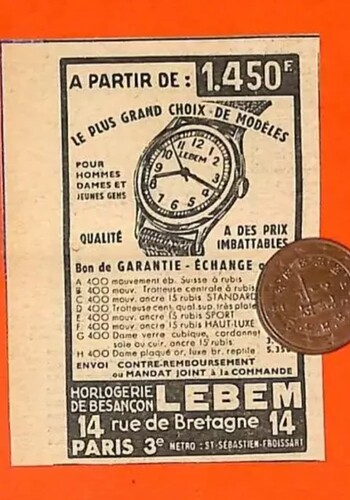 A PARTIR DE : 1.450F.
LE PLUS GRAND CHOIX DE MODÈLES
LEBEM
POUR
HOMMES
DAMES ET
JEUNES GENS
QUALITÉ
A DES PRIX
IMBATTABLES
Bon de GARANTIE - ÉCHANGE
A 400 mouvement éb. Suisse à rubis
B 400 mouv. Trotteuse centrale à rubis
C 400 mouv. ancre 15 rubis STANDARD
D 400 Trotteuse cent. qual. sup. très plate
E 400 mouv. ancre 15 rubis SPORT
F 400 mouv. ancre 15 rubis HAUT-LUXE
G 400 Dame verre cubique, cordonnet
soie ou cuir. ancre 15 rubis
H 400 Dame plaqué or, luxe br. reptile
ENVOI CONTRE-REMBOURSEMENT
ou MANDAT JOINT à la COMMANDE
HORLOGERIE
DE BESANÇON LEBEM
14 rue de Bretagne 14
PARIS 3e MÉTRO : ST-SÉBASTIEN-FROISSART